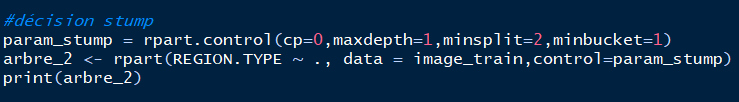 #décision stump
param_stump = rpart.control(cp=0,maxdepth=1,minsplit=2,minbucket=1)
arbre_2 <- rpart(REGION.TYPE ~ ., data = image_train,control=param_stump)
print(arbre_2)